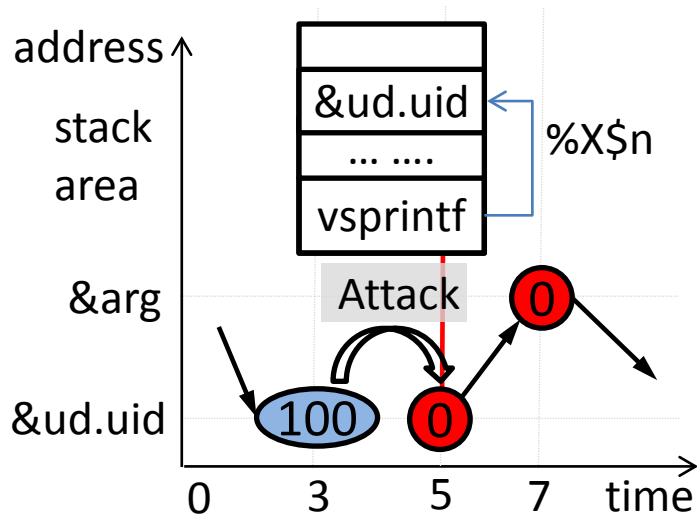 address
&ud.uid
stack
%X$n
... ....
area
vsprintf
&arg
Attack
0
&ud.uid
100
0
0
3
5
7
time